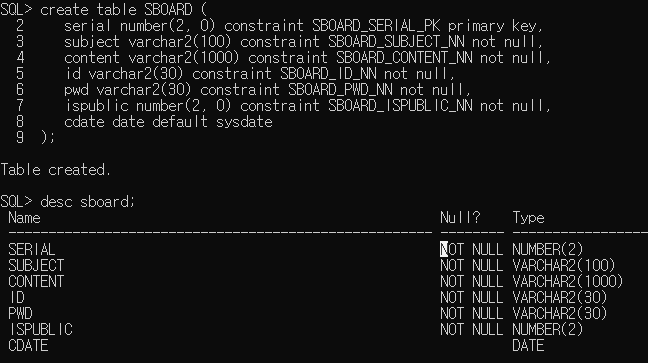 SQL> create table SBOARD (
  2     serial number(2, 0) constraint SBOARD_SERIAL_PK primary key,
  3     subject varchar2(100) constraint SBOARD_SUBJECT_NN not null,
  4     content varchar2(1000) constraint SBOARD_CONTENT_NN not null,
  5     id varchar2(30) constraint SBOARD_ID_NN not null,
  6     pwd varchar2(30) constraint SBOARD_PWD_NN not null,
  7     ispublic number(2, 0) constraint SBOARD_ISPUBLIC_NN not null,
  8     cdate date default sysdate
  9  );
Table created.
SQL> desc sboard;
 Name                                                  Null?    Type
 ----------------------------------------------------- -------- -----------------
 SERIAL                                                NOT NULL NUMBER(2)
 SUBJECT                                               NOT NULL VARCHAR2(100)
 CONTENT                                               NOT NULL VARCHAR2(1000)
 ID                                                    NOT NULL VARCHAR2(30)
 PWD                                                   NOT NULL VARCHAR2(30)
 ISPUBLIC                                              NOT NULL NUMBER(2)
 CDATE                                                          DATE